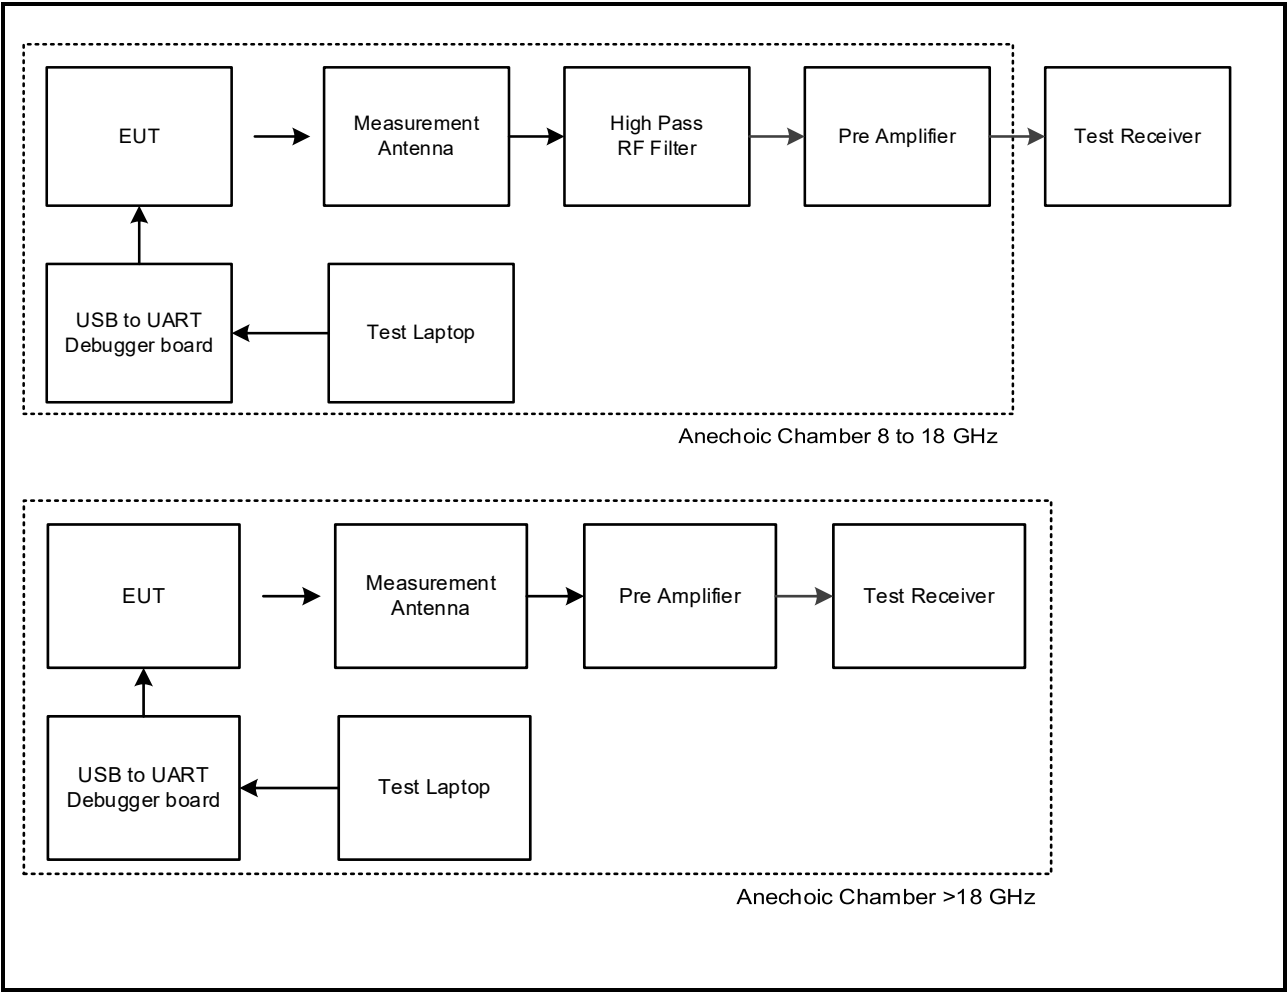 EUT
Measurement
Antenna
High Pass
RF Filter
Pre Amplifier
Test Receiver
USB to UART
Debugger board
Test Laptop
Anechoic Chamber 8 to 18 GHz
EUT
Measurement
Antenna
Pre Amplifier
Test Receiver
USB to UART
Debugger board
Test Laptop
Anechoic Chamber >18 GHz